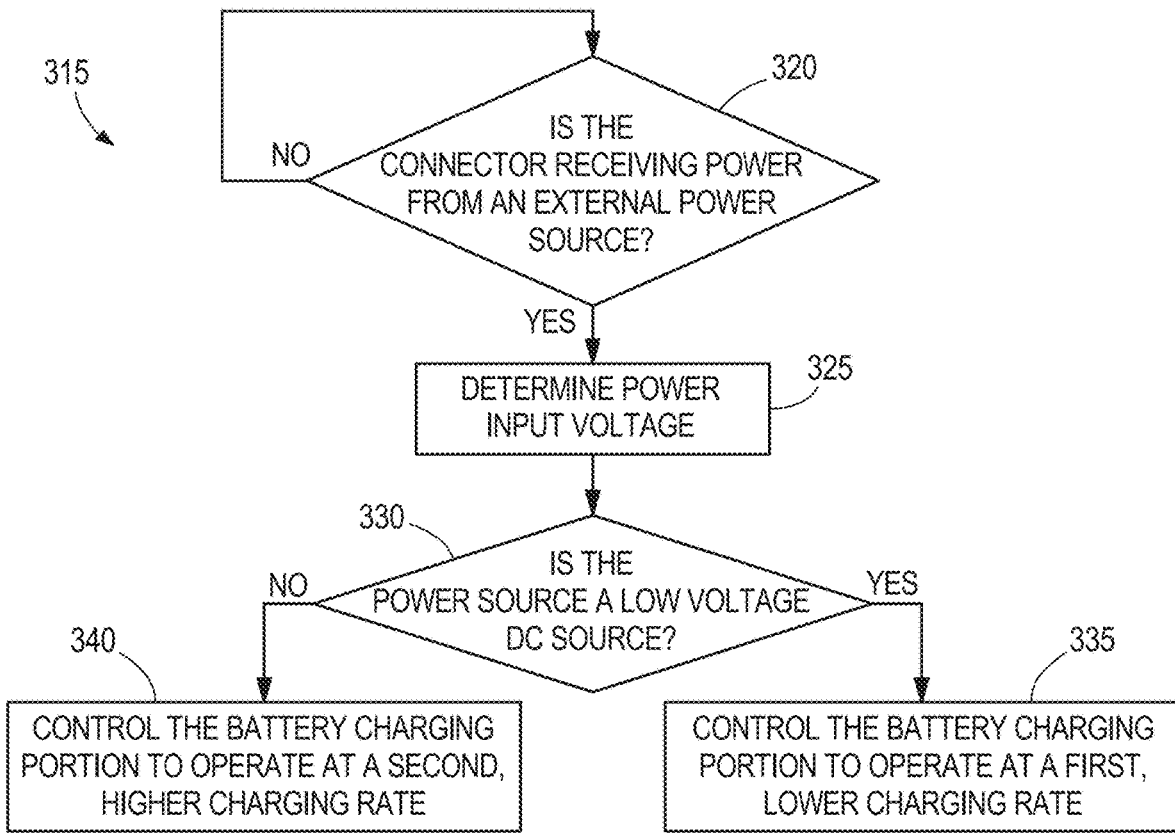 315
320
IS THE
CONNECTOR RECEIVING POWER
FROM AN EXTERNAL POWER
SOURCE?
NO
YES
325
DETERMINE POWER
INPUT VOLTAGE
330
IS THE
POWER SOURCE A LOW VOLTAGE
DC SOURCE?
NO
YES
340
CONTROL THE BATTERY CHARGING
PORTION TO OPERATE AT A SECOND,
HIGHER CHARGING RATE
335
CONTROL THE BATTERY CHARGING
PORTION TO OPERATE AT A FIRST,
LOWER CHARGING RATE